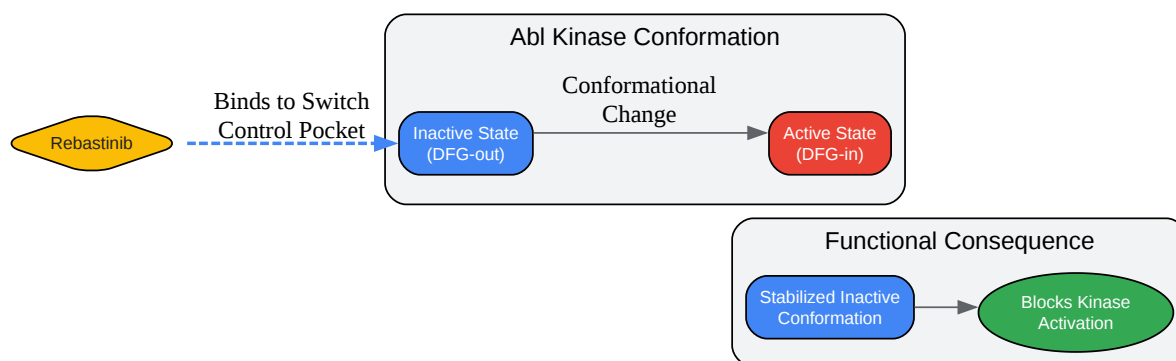 Abl Kinase Conformation
Rebastinib
Binds to Switch
Control Pocket
Inactive State
(DFG-out)
Conformational
Change
Active State
(DFG-in)
Functional Consequence
Stabilized Inactive
Conformation
Blocks Kinase
Activation